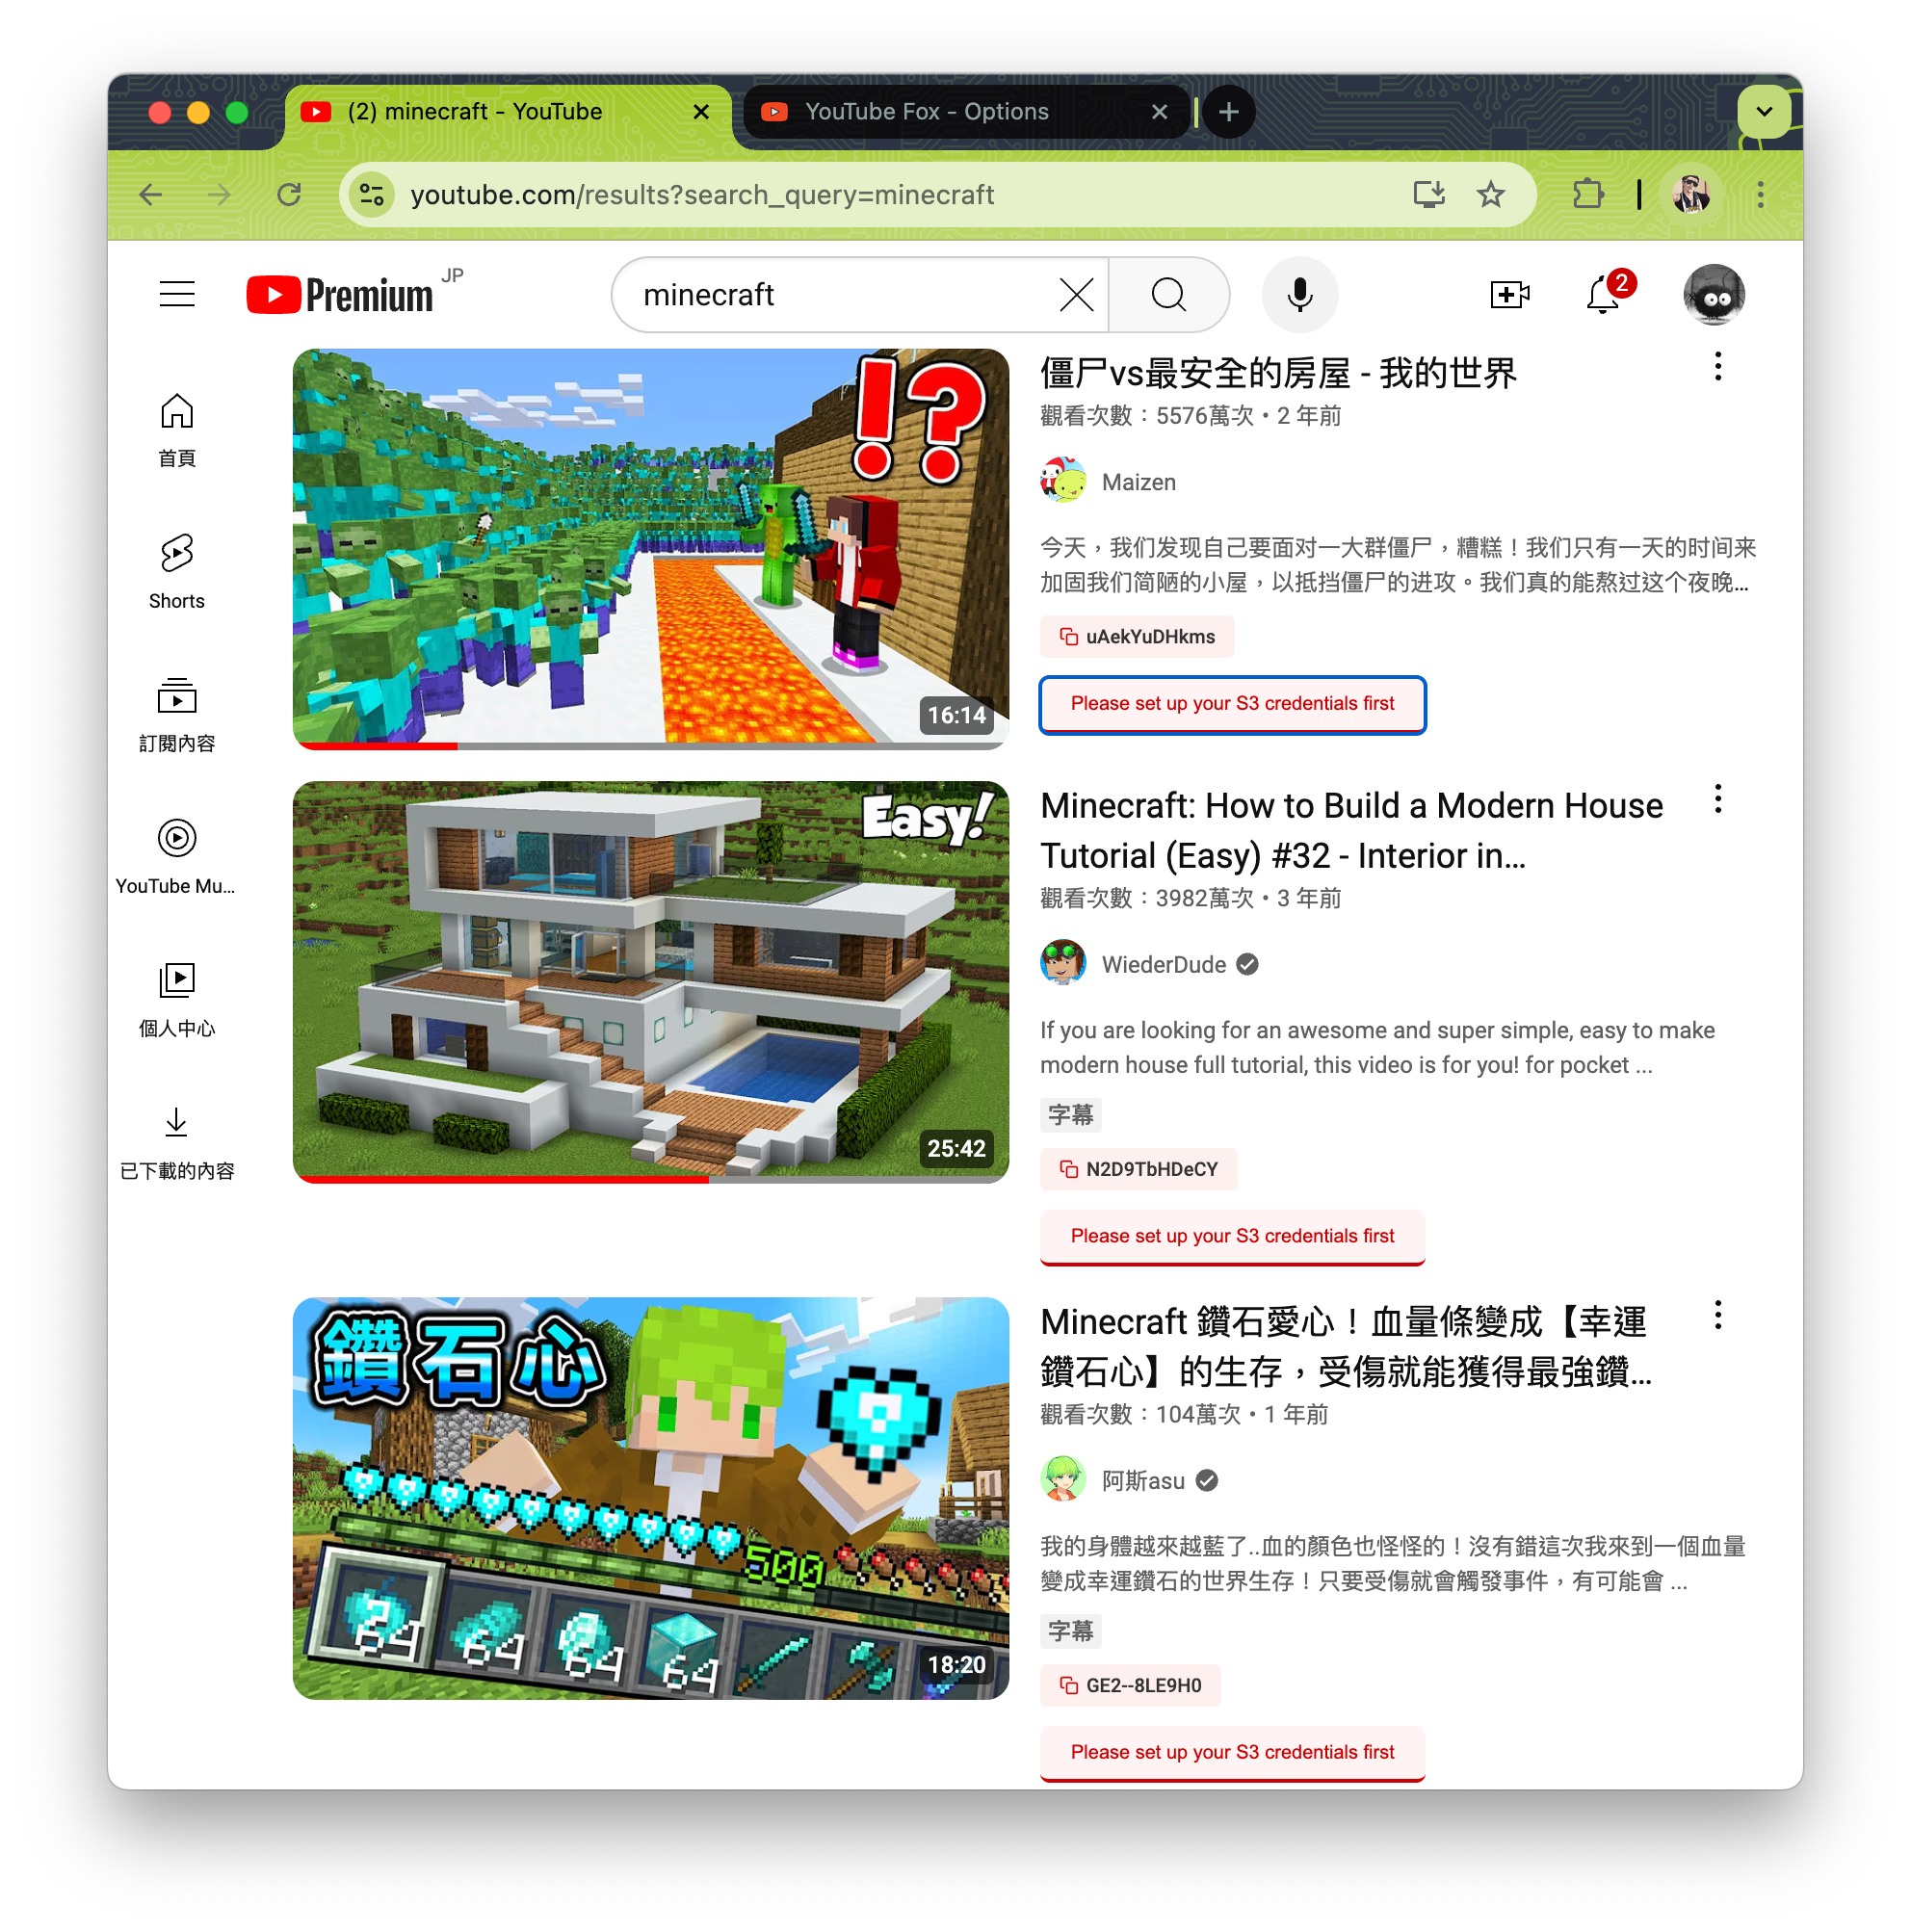 (2) minecraft - YouTube
YouTube Fox - Options
youtube.com/results?search_query=minecraft
Premium JP
minecraft
2
首頁
Shorts
訂閱內容
YouTube Mu...
個人中心
已下載的內容
!?
16:14
僵尸vs最安全的房屋 - 我的世界
觀看次數：5576萬次・2 年前
Maizen
今天，我们发现自己要面对一大群僵尸，糟糕！我们只有一天的时间来
加固我们简陋的小屋，以抵挡僵尸的进攻。我们真的能熬过这个夜晚...
uAekYuDHkms
Please set up your S3 credentials first
Easy!
25:42
Minecraft: How to Build a Modern House
Tutorial (Easy) #32 - Interior in...
觀看次數：3982萬次・3 年前
WiederDude
If you are looking for an awesome and super simple, easy to make
modern house full tutorial, this video is for you! for pocket ...
字幕
N2D9TbHDeCY
Please set up your S3 credentials first
鑽石心
500
64
64
64
64
18:20
Minecraft 鑽石愛心！血量條變成【幸運
鑽石心】的生存，受傷就能獲得最強鑽...
觀看次數：104萬次・1 年前
阿斯asu
我的身體越來越藍了..血的顏色也怪怪的！沒有錯這次我來到一個血量
變成幸運鑽石的世界生存！只要受傷就會觸發事件，有可能會 ...
字幕
GE2--8LE9H0
Please set up your S3 credentials first